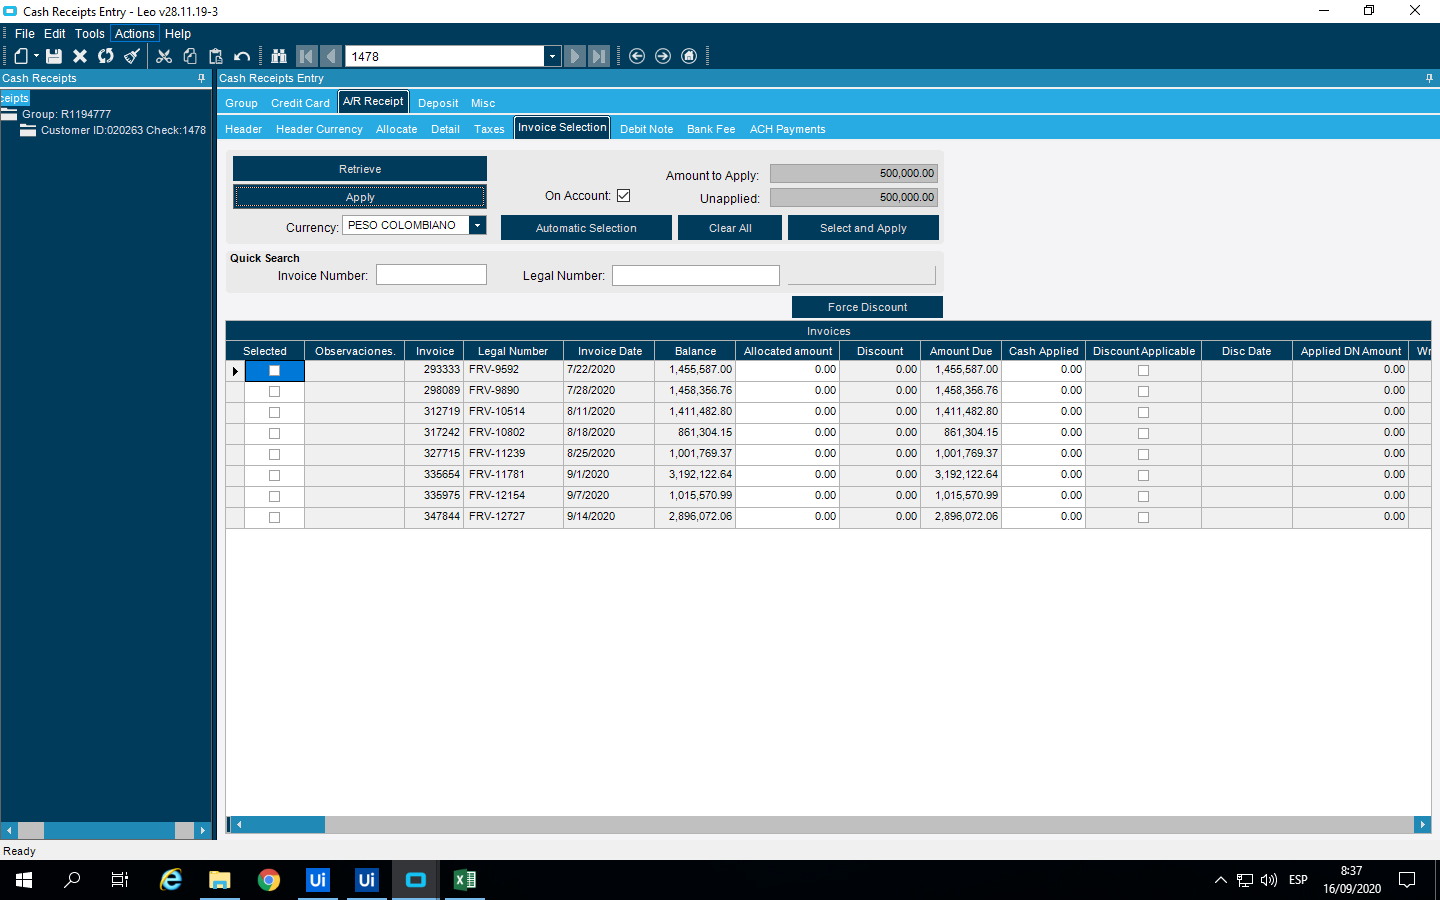 Cash Receipts Entry - Leo v28.11.19-3
File Edit Tools Actions Help
1478
Cash Receipts
ceipts
Group: R1194777
Customer ID:020263 Check:1478
Cash Receipts Entry
Group Credit Card A/R Receipt Deposit Misc
Header Header Currency Allocate Detail Taxes Invoice Selection Debit Note Bank Fee ACH Payments
Retrieve
Amount to Apply: 500,000.00
Apply
On Account:
Unapplied: 500,000.00
Currency: PESO COLOMBIANO Automatic Selection Clear All Select and Apply
Quick Search
Invoice Number: Legal Number:
Force Discount
Invoices
Selected Observaciones. Invoice Legal Number Invoice Date Balance Allocated amount Discount Amount Due Cash Applied Discount Applicable Disc Date Applied DN Amount Wr
293333 FRV-9592 7/22/2020 1,455,587.00 0.00 0.00 1,455,587.00 0.00 0.00
298089 FRV-9890 7/28/2020 1,458,356.76 0.00 0.00 1,458,356.76 0.00 0.00
312719 FRV-10514 8/11/2020 1,411,482.80 0.00 0.00 1,411,482.80 0.00 0.00
317242 FRV-10802 8/18/2020 861,304.15 0.00 0.00 861,304.15 0.00 0.00
327715 FRV-11239 8/25/2020 1,001,769.37 0.00 0.00 1,001,769.37 0.00 0.00
335654 FRV-11781 9/1/2020 3,192,122.64 0.00 0.00 3,192,122.64 0.00 0.00
335975 FRV-12154 9/7/2020 1,015,570.99 0.00 0.00 1,015,570.99 0.00 0.00
347844 FRV-12727 9/14/2020 2,896,072.06 0.00 0.00 2,896,072.06 0.00 0.00
Ready
Ui Ui
ESP
8:37
16/09/2020